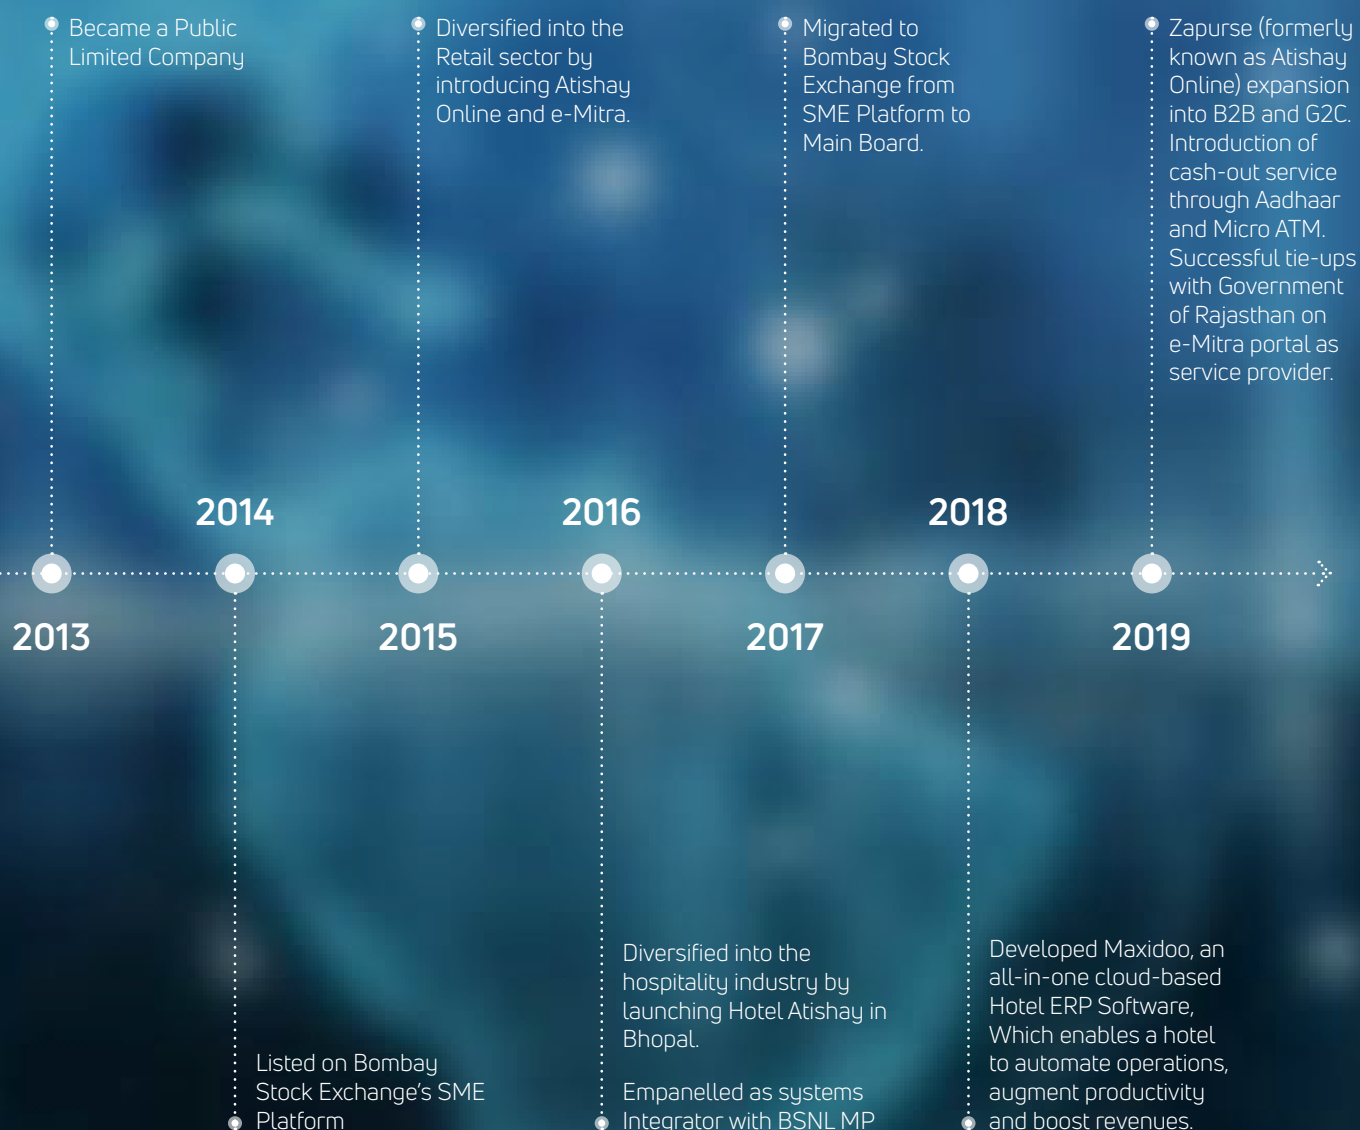 Became a Public
Limited Company
Diversified into the
Retail sector by
introducing Atishay
Online and e-Mitra.
Migrated to
Bombay Stock
Exchange from
SME Platform to
Main Board.
Zapurse (formerly
known as Atishay
Online) expansion
into B2B and G2C.
Introduction of
cash-out service
through Aadhaar
and Micro ATM.
Successful tie-ups
with Government
of Rajasthan on
e-Mitra portal as
service provider.
2014
2016
2018
2013
2015
2017
2019
Listed on Bombay
Stock Exchange’s SME
Platform
Diversified into the
hospitality industry by
launching Hotel Atishay in
Bhopal.
Empanelled as systems
Integrator with BSNL MP
Developed Maxidoo, an
all-in-one cloud-based
Hotel ERP Software,
Which enables a hotel
to automate operations,
augment productivity
and boost revenues.